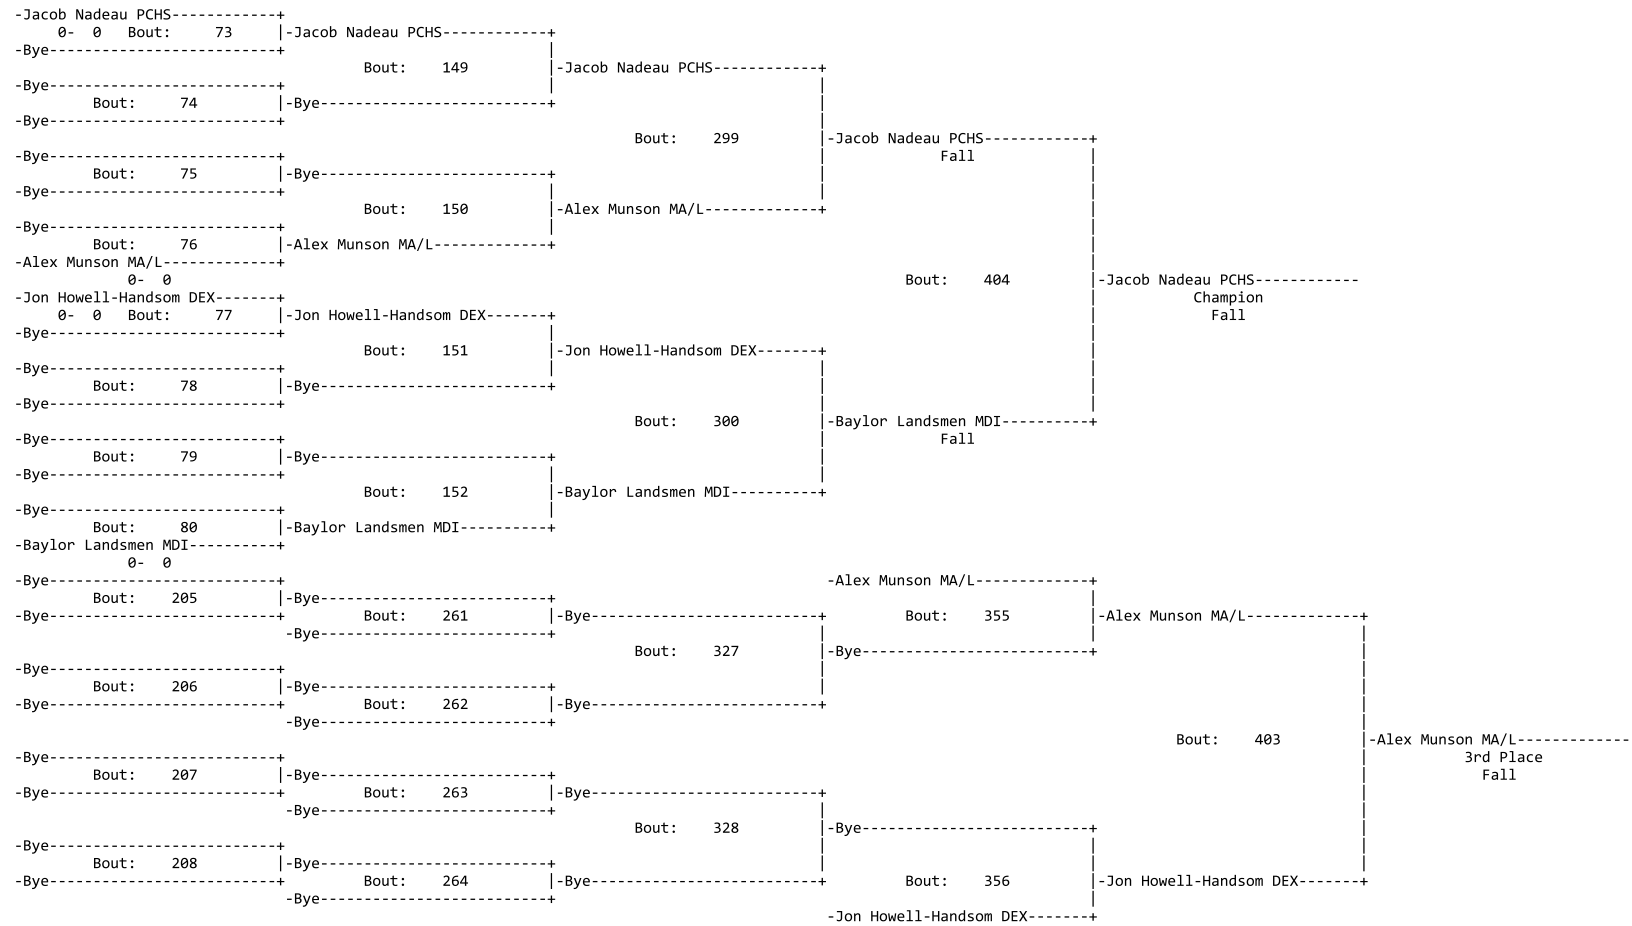 -Jacob Nadeau PCHS------------+
0- 0 Bout: 73 |-Jacob Nadeau PCHS------------+
-Bye--------------------------+ |
Bout: 149 |-Jacob Nadeau PCHS------------+
-Bye--------------------------+ | |
Bout: 74 |-Bye--------------------------+ |
-Bye--------------------------+ |
Bout: 299 |-Jacob Nadeau PCHS------------+
-Bye--------------------------+ | Fall |
Bout: 75 |-Bye--------------------------+ | |
-Bye--------------------------+ | | |
Bout: 150 |-Alex Munson MA/L-------------+ |
-Bye--------------------------+ | |
Bout: 76 |-Alex Munson MA/L-------------+ |
-Alex Munson MA/L-------------+ |
0- 0 Bout: 404 |-Jacob Nadeau PCHS------------
-Jon Howell-Handsom DEX-------+ | Champion
0- 0 Bout: 77 |-Jon Howell-Handsom DEX-------+ | Fall
-Bye--------------------------+ | |
Bout: 151 |-Jon Howell-Handsom DEX-------+ |
-Bye--------------------------+ | | |
Bout: 78 |-Bye--------------------------+ | |
-Bye--------------------------+ | |
Bout: 300 |-Baylor Landsmen MDI----------+
-Bye--------------------------+ | Fall
Bout: 79 |-Bye--------------------------+ |
-Bye--------------------------+ | |
Bout: 152 |-Baylor Landsmen MDI----------+
-Bye--------------------------+ |
Bout: 80 |-Baylor Landsmen MDI----------+
-Baylor Landsmen MDI----------+
0- 0
-Bye--------------------------+ -Alex Munson MA/L-------------+
Bout: 205 |-Bye--------------------------+ |
-Bye--------------------------+ Bout: 261 |-Bye--------------------------+ Bout: 355 |-Alex Munson MA/L-------------+
-Bye--------------------------+ | | |
Bout: 327 |-Bye--------------------------+ |
-Bye--------------------------+ | |
Bout: 206 |-Bye--------------------------+ | |
-Bye--------------------------+ Bout: 262 |-Bye--------------------------+ |
-Bye--------------------------+ |
Bout: 403 |-Alex Munson MA/L-------------
-Bye--------------------------+ | 3rd Place
Bout: 207 |-Bye--------------------------+ | Fall
-Bye--------------------------+ Bout: 263 |-Bye--------------------------+ |
-Bye--------------------------+ | |
Bout: 328 |-Bye--------------------------+ |
-Bye--------------------------+ | | |
Bout: 208 |-Bye--------------------------+ | | |
-Bye--------------------------+ Bout: 264 |-Bye--------------------------+ Bout: 356 |-Jon Howell-Handsom DEX-------+
-Bye--------------------------+ |
-Jon Howell-Handsom DEX-------+